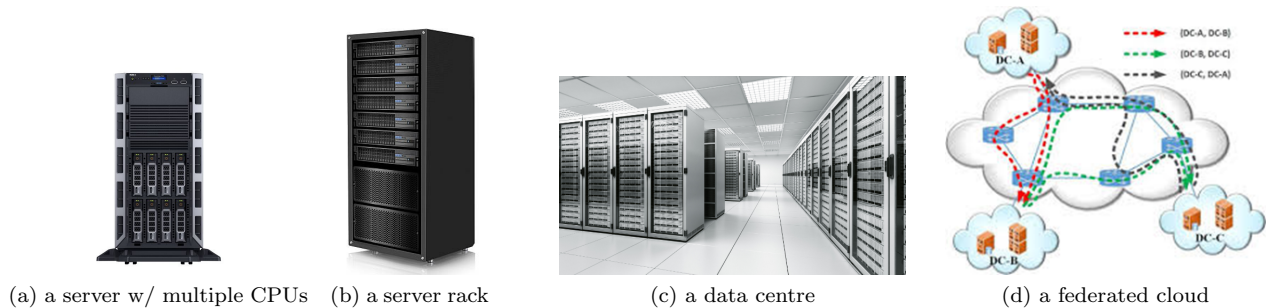 (DC-A, DC-B)
(DC-B, DC-C)
(DC-C, DC-A)
DC-A
DC-C
DC-B
(a) a server w/ multiple CPUs
(b) a server rack
(c) a data centre
(d) a federated cloud